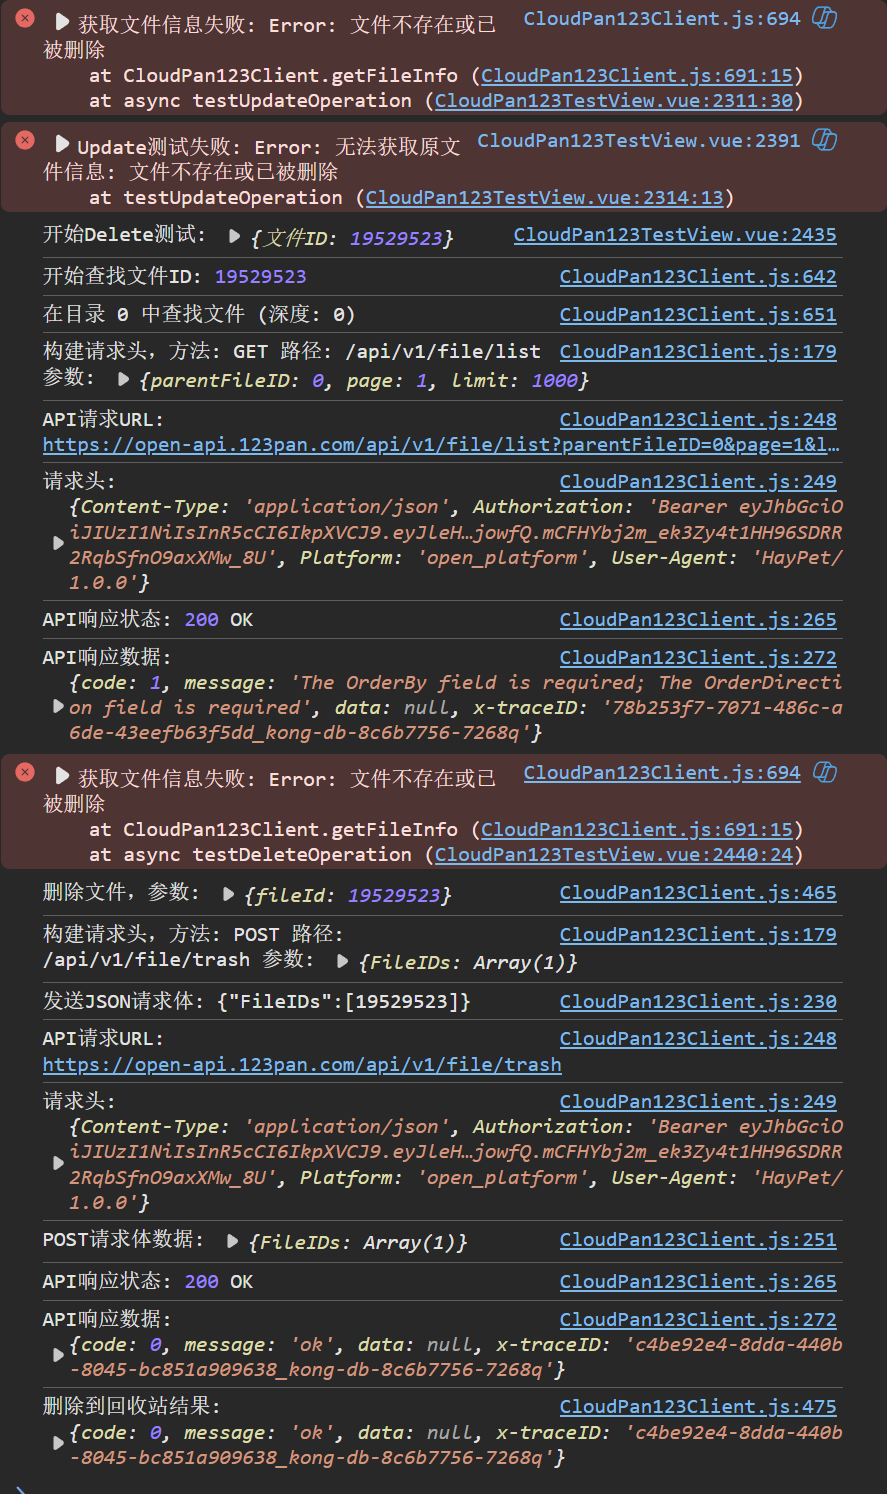 获取文件信息失败: Error: 文件不存在或已 CloudPan123Client.js:694
被删除
at CloudPan123Client.getFileInfo (CloudPan123Client.js:691:15)
at async testUpdateOperation (CloudPan123TestView.vue:2311:30)
Update测试失败: Error: 无法获取原文 CloudPan123TestView.vue:2391
件信息: 文件不存在或已被删除
at testUpdateOperation (CloudPan123TestView.vue:2314:13)
开始Delete测试: {文件ID: 19529523} CloudPan123TestView.vue:2435
开始查找文件ID: 19529523 CloudPan123Client.js:642
在目录 0 中查找文件 (深度: 0) CloudPan123Client.js:651
构建请求头，方法: GET 路径: /api/v1/file/list CloudPan123Client.js:179
参数: {parentFileID: 0, page: 1, limit: 1000}
API请求URL: CloudPan123Client.js:248
https://open-api.123pan.com/api/v1/file/list?parentFileID=0&page=1&l…
请求头: CloudPan123Client.js:249
{Content-Type: 'application/json', Authorization: 'Bearer eyJhbGciO
iJIUzI1NiIsInR5cCI6IkpXVCJ9.eyJleH…jowfQ.mCFHYbj2m_ek3Zy4t1HH96SDRR
2RqbSfnO9axXMw_8U', Platform: 'open_platform', User-Agent: 'HayPet/
1.0.0'}
API响应状态: 200 OK CloudPan123Client.js:265
API响应数据: CloudPan123Client.js:272
{code: 1, message: 'The OrderBy field is required; The OrderDirecti
on field is required', data: null, x-traceID: '78b253f7-7071-486c-a
6de-43eefb63f5dd_kong-db-8c6b7756-7268q'}
获取文件信息失败: Error: 文件不存在或已 CloudPan123Client.js:694
被删除
at CloudPan123Client.getFileInfo (CloudPan123Client.js:691:15)
at async testDeleteOperation (CloudPan123TestView.vue:2440:24)
删除文件，参数: {fileId: 19529523} CloudPan123Client.js:465
构建请求头，方法: POST 路径: CloudPan123Client.js:179
/api/v1/file/trash 参数: {FileIDs: Array(1)}
发送JSON请求体: {"FileIDs":[19529523]} CloudPan123Client.js:230
API请求URL: CloudPan123Client.js:248
https://open-api.123pan.com/api/v1/file/trash
请求头: CloudPan123Client.js:249
{Content-Type: 'application/json', Authorization: 'Bearer eyJhbGciO
iJIUzI1NiIsInR5cCI6IkpXVCJ9.eyJleH…jowfQ.mCFHYbj2m_ek3Zy4t1HH96SDRR
2RqbSfnO9axXMw_8U', Platform: 'open_platform', User-Agent: 'HayPet/
1.0.0'}
POST请求体数据: {FileIDs: Array(1)} CloudPan123Client.js:251
API响应状态: 200 OK CloudPan123Client.js:265
API响应数据: CloudPan123Client.js:272
{code: 0, message: 'ok', data: null, x-traceID: 'c4be92e4-8dda-440b
-8045-bc851a909638_kong-db-8c6b7756-7268q'}
删除到回收站结果: CloudPan123Client.js:475
{code: 0, message: 'ok', data: null, x-traceID: 'c4be92e4-8dda-440b
-8045-bc851a909638_kong-db-8c6b7756-7268q'}